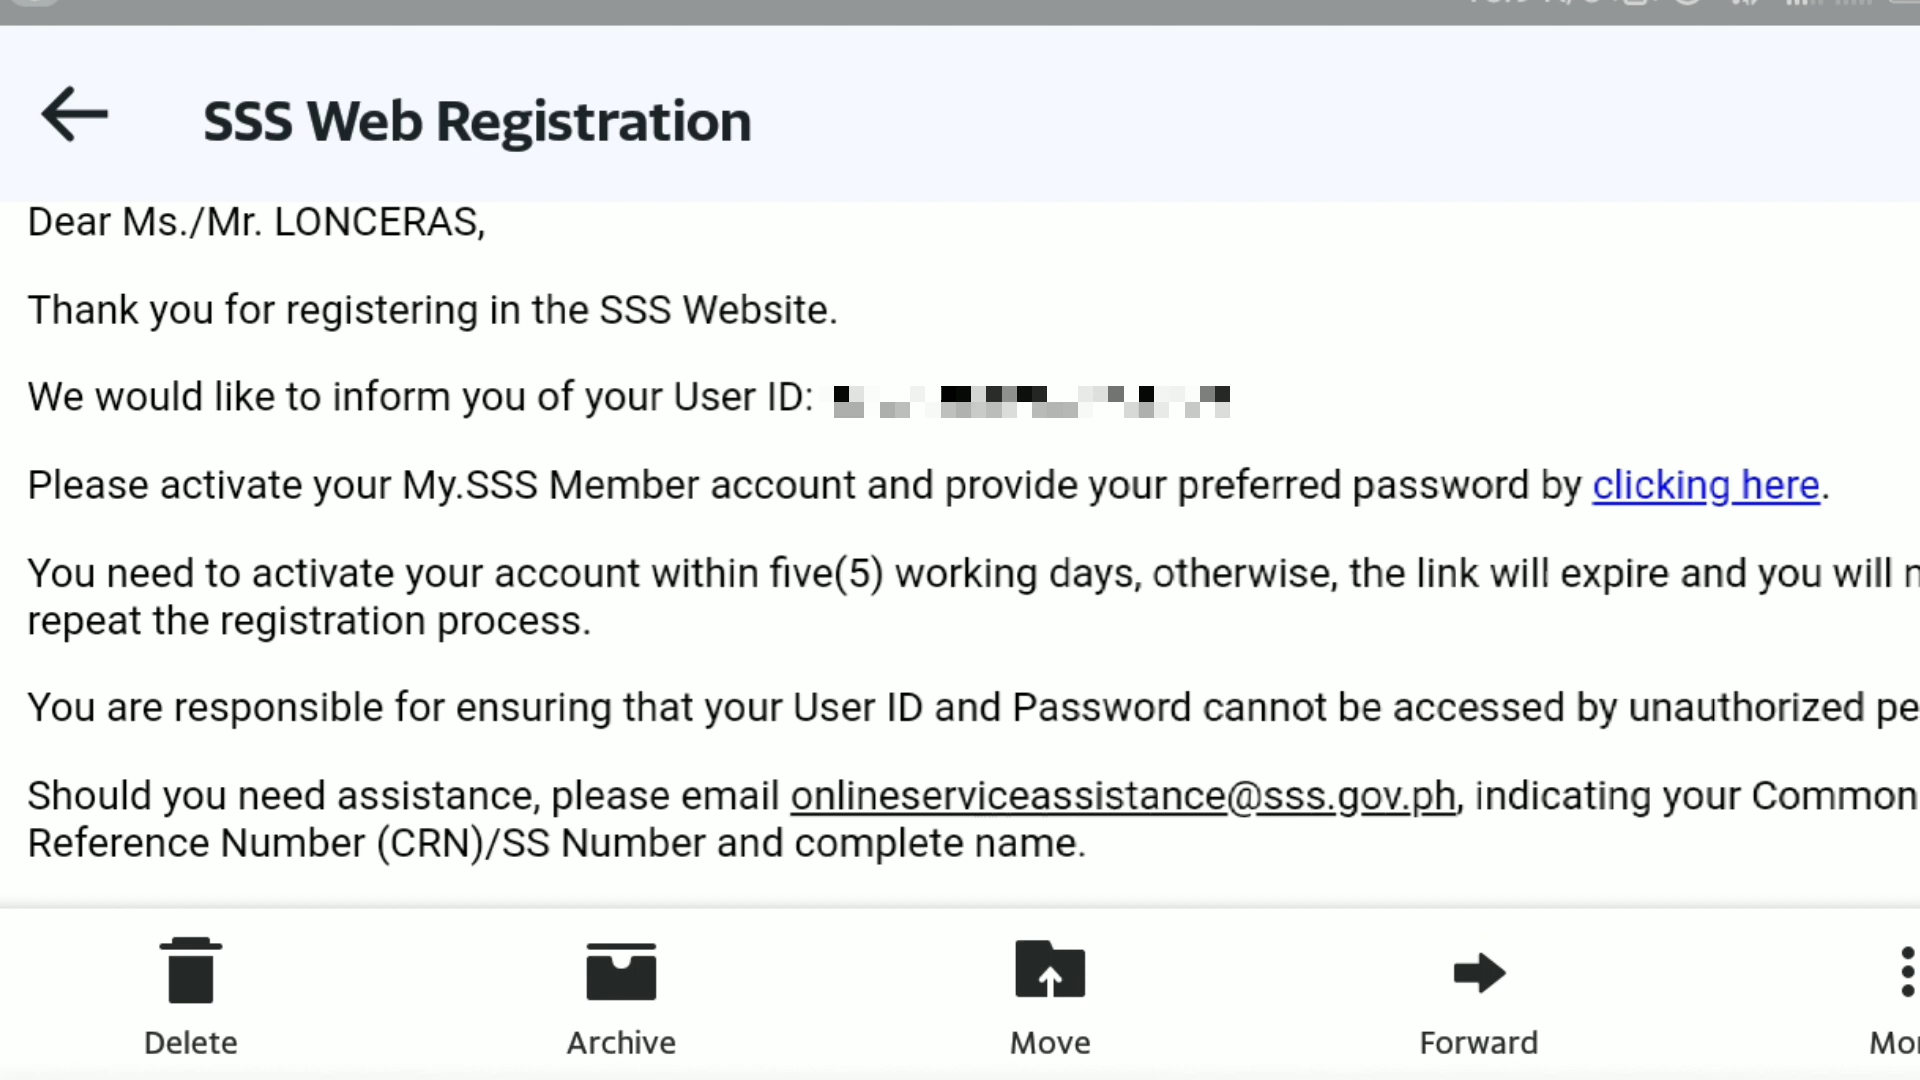 SSS Web Registration
Dear Ms./Mr. LONCERAS,
Thank you for registering in the SSS Website.
We would like to inform you of your User ID:
Please activate your My.SSS Member account and provide your preferred password by clicking here.
You need to activate your account within five(5) working days, otherwise, the link will expire and you will
repeat the registration process.
You are responsible for ensuring that your User ID and Password cannot be accessed by unauthorized
Should you need assistance, please email onlineserviceassistance@sss.gov.ph, indicating your Common
Reference Number (CRN)/SS Number and complete name.
Delete
Archive
Move
Forward